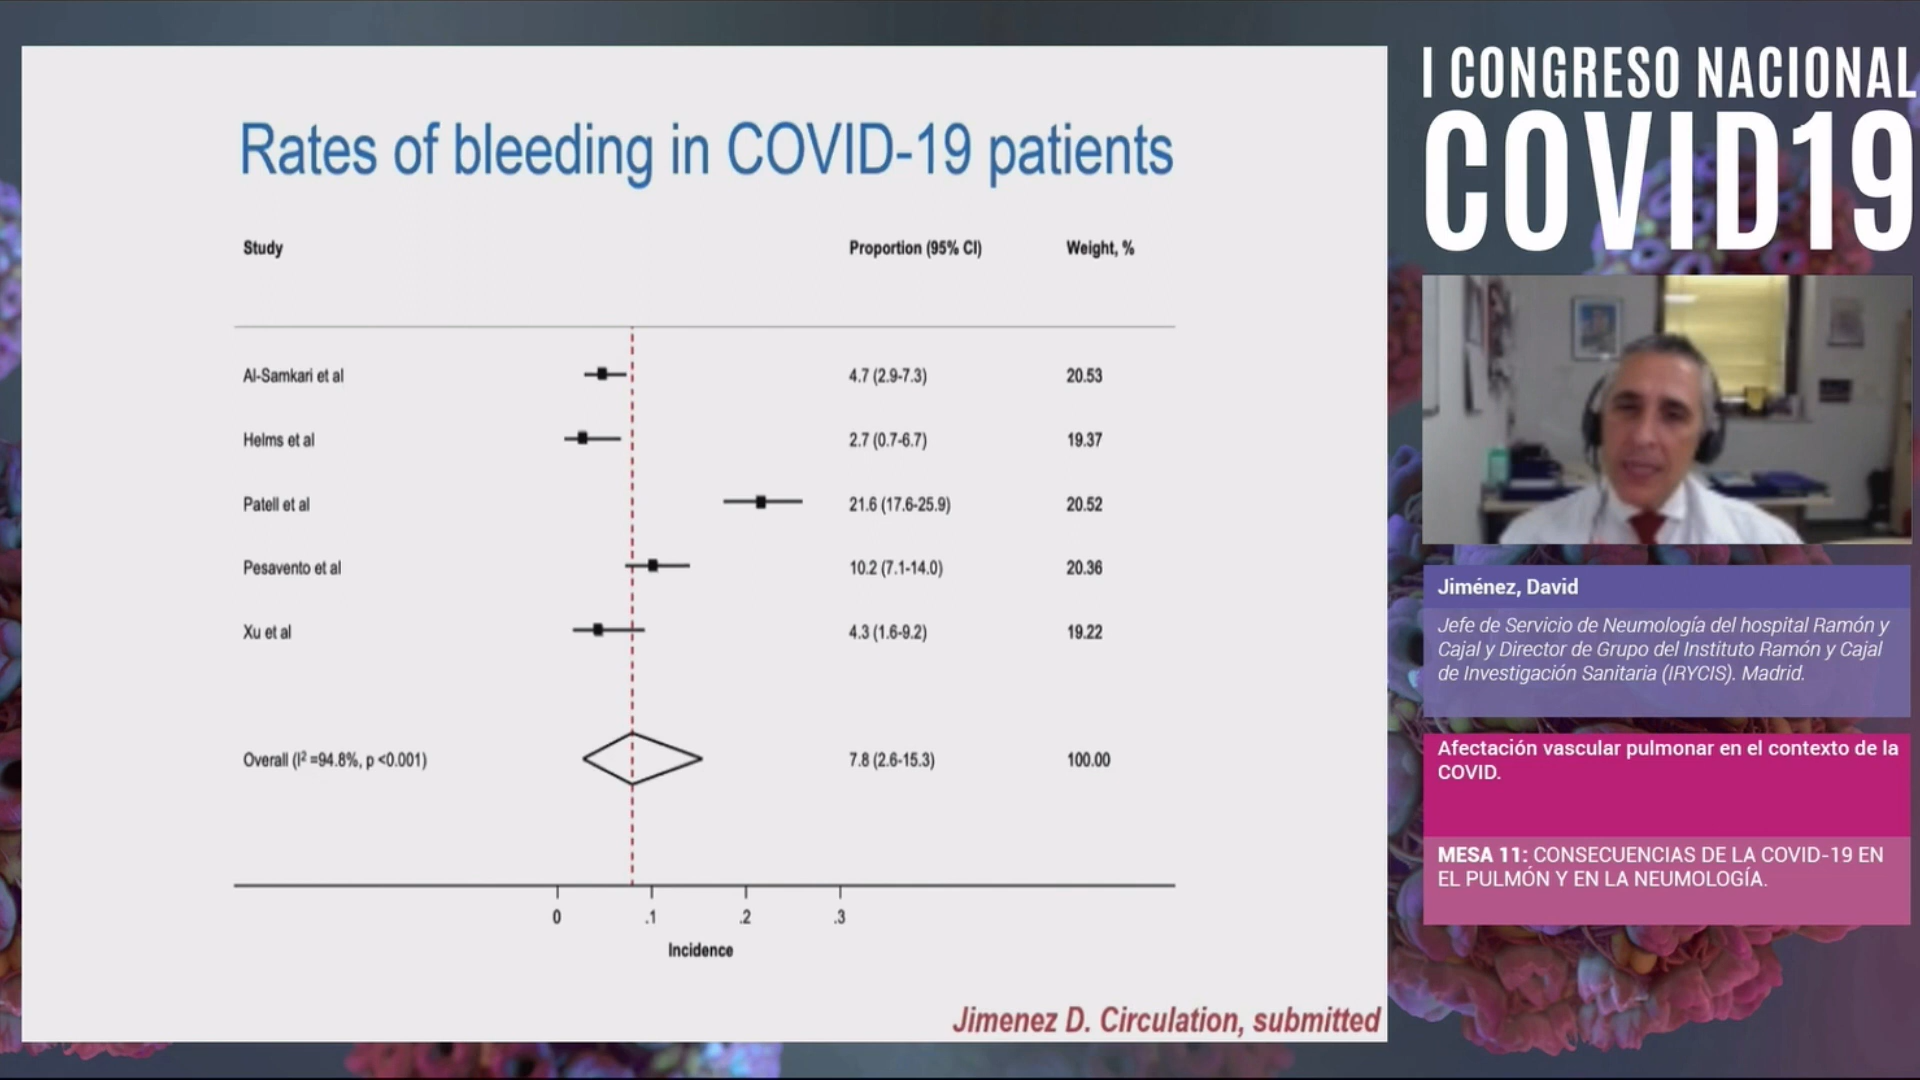 Rates of bleeding in COVID-19 patients
Study Proportion (95% CI) Weight, %
Al-Samkari et al 4.7 (2.9-7.3) 20.53
Helms et al 2.7 (0.7-6.7) 19.37
Patell et al 21.6 (17.6-25.9) 20.52
Pesavento et al 10.2 (7.1-14.0) 20.36
Xu et al 4.3 (1.6-9.2) 19.22
Overall (I² =94.8%, p <0.001) 7.8 (2.6-15.3) 100.00
0 .1 .2 .3
Incidence
Jimenez D. Circulation, submitted
I CONGRESO NACIONAL
COVID19
Jiménez, David
Jefe de Servicio de Neumología del hospital Ramón y
Cajal y Director de Grupo del Instituto Ramón y Cajal
de Investigación Sanitaria (IRYCIS). Madrid.
Afectación vascular pulmonar en el contexto de la
COVID.
MESA 11: CONSECUENCIAS DE LA COVID-19 EN
EL PULMÓN Y EN LA NEUMOLOGÍA.